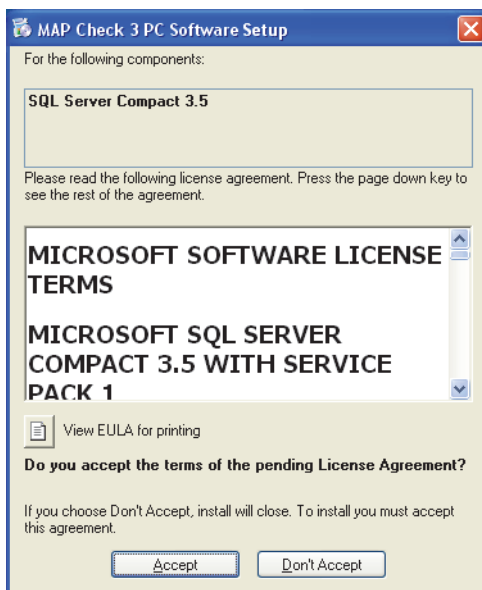 MAP Check 3 PC Software Setup
For the following components:
SQL Server Compact 3.5
Please read the following license agreement. Press the page down key to
see the rest of the agreement.
MICROSOFT SOFTWARE LICENSE
TERMS
MICROSOFT SQL SERVER
COMPACT 3.5 WITH SERVICE
PACK 1
View EULA for printing
Do you accept the terms of the pending License Agreement?
If you choose Don't Accept, install will close. To install you must accept
this agreement.
Accept
Don't Accept